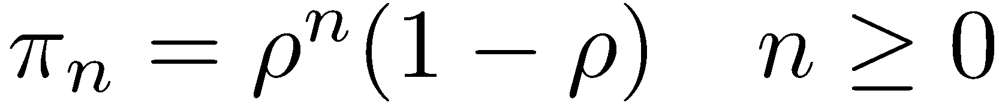 πₙ = ρⁿ(1 − ρ) n ≥ 0